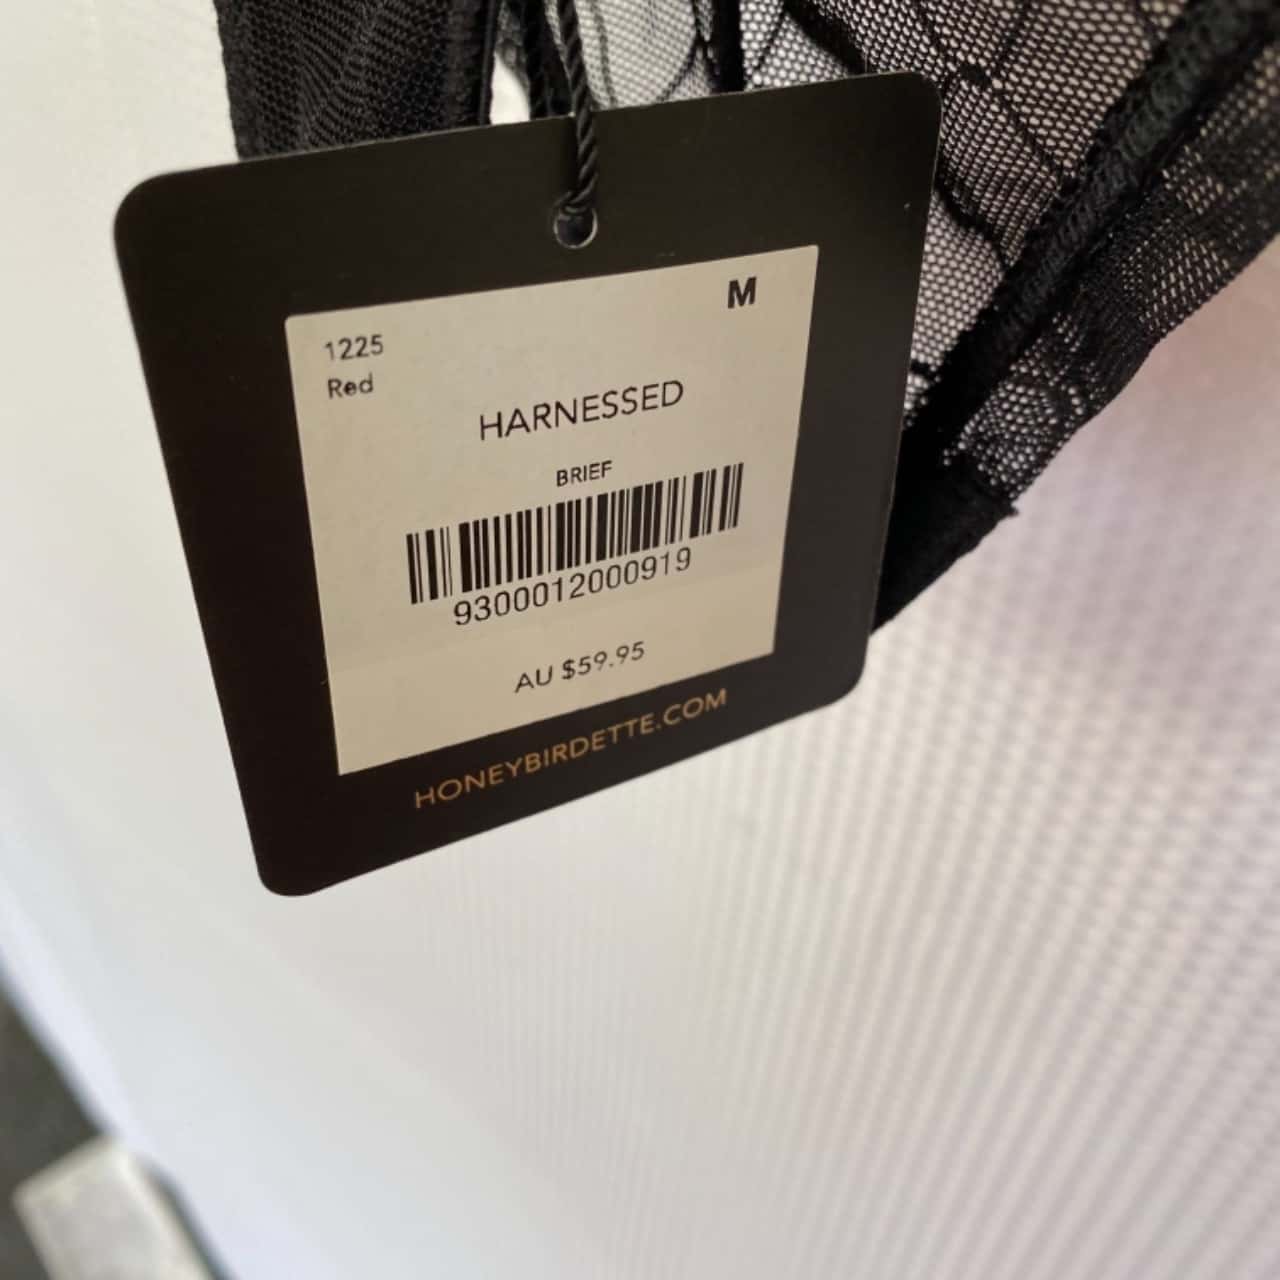 M
1225
Red
HARNESSED
BRIEF
9300012000919
AU $59.95
HONEYBIRDETTE.COM